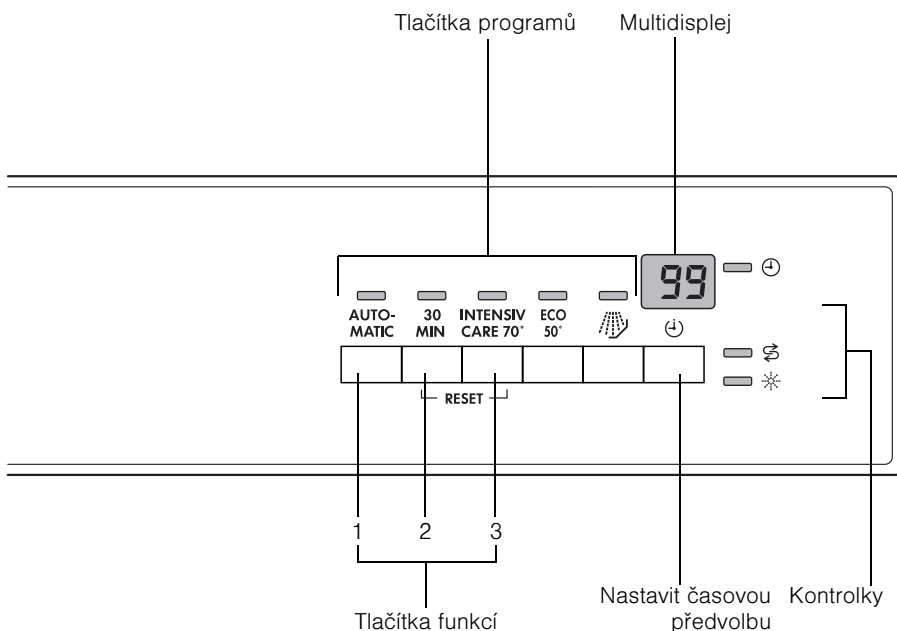 Tlačítka programů
Multidisplej
99
AUTO-
MATIC
30
MIN
INTENSIV
CARE 70°
ECO
50°
RESET
1
2
3
Tlačítka funkcí
Nastavit časovou
předvolbu
Kontrolky